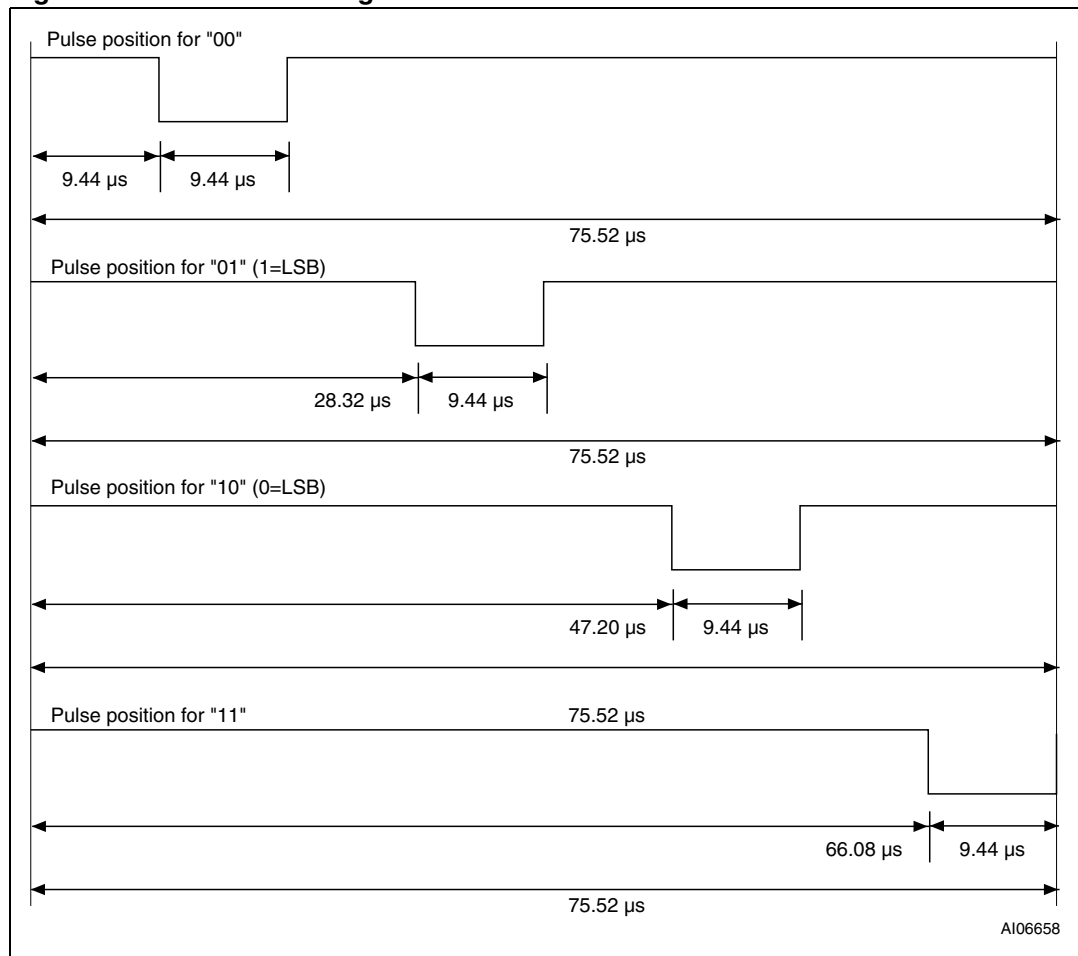 Pulse position for "00"
9.44 µs 9.44 µs
75.52 µs
Pulse position for "01" (1=LSB)
28.32 µs 9.44 µs
75.52 µs
Pulse position for "10" (0=LSB)
47.20 µs 9.44 µs
Pulse position for "11" 75.52 µs
66.08 µs 9.44 µs
75.52 µs
AI06658